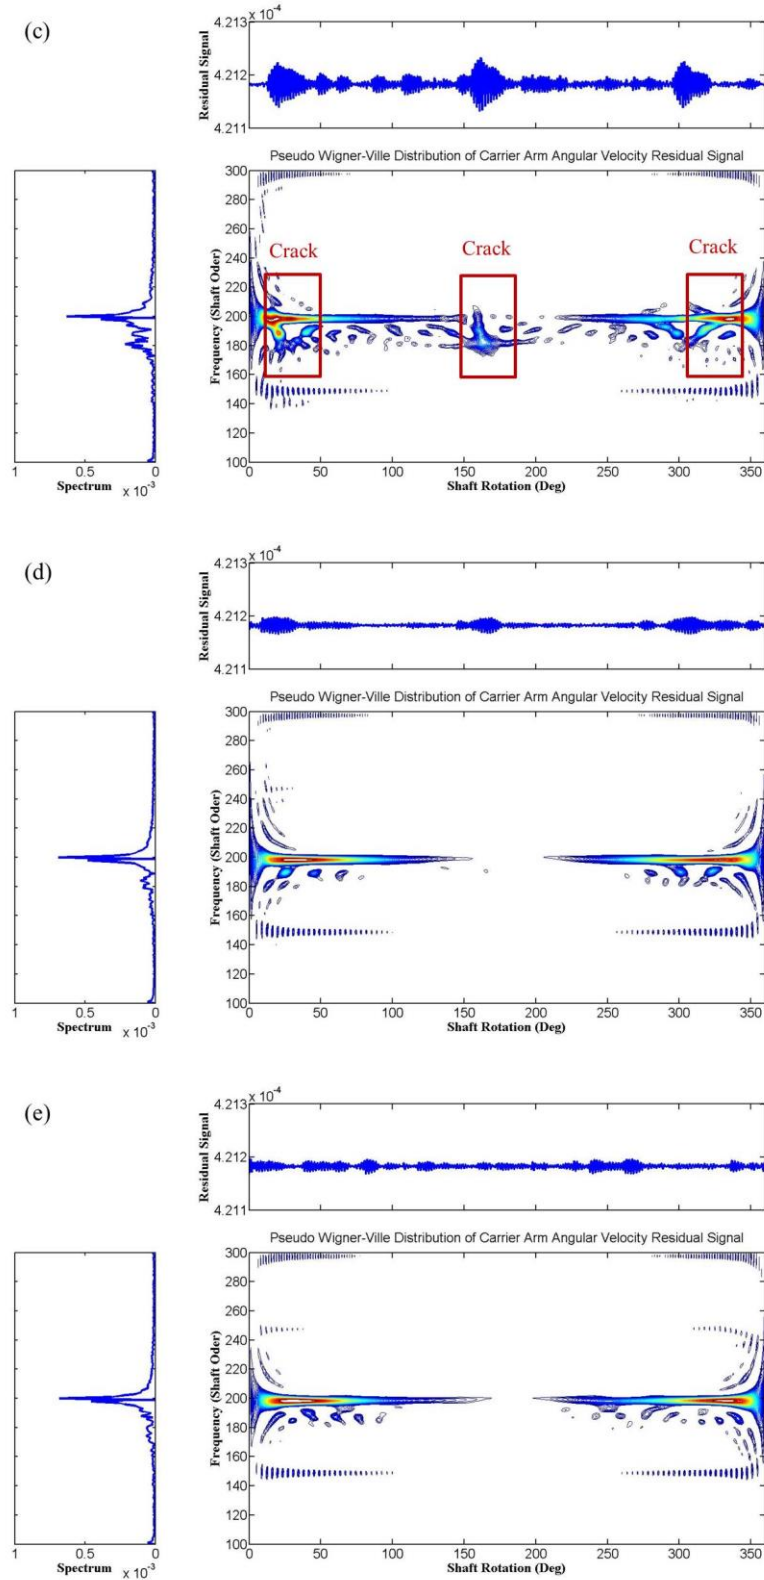 (c)
Residual Signal
4.213 x 10-4
4.212
4.211
Pseudo Wigner-Ville Distribution of Carrier Arm Angular Velocity Residual Signal
Frequency (Shaft Oder)
300
280
260
240
220
200
180
160
140
120
100
Crack
Crack
Crack
0 50 100 150 200 250 300 350
Shaft Rotation (Deg)
1 0.5 0
Spectrum x 10-3
(d)
Residual Signal
4.213 x 10-4
4.212
4.211
Pseudo Wigner-Ville Distribution of Carrier Arm Angular Velocity Residual Signal
Frequency (Shaft Oder)
300
280
260
240
220
200
180
160
140
120
100
0 50 100 150 200 250 300 350
Shaft Rotation (Deg)
1 0.5 0
Spectrum x 10-3
(e)
Residual Signal
4.213 x 10-4
4.212
4.211
Pseudo Wigner-Ville Distribution of Carrier Arm Angular Velocity Residual Signal
Frequency (Shaft Oder)
300
280
260
240
220
200
180
160
140
120
100
0 50 100 150 200 250 300 350
Shaft Rotation (Deg)
1 0.5 0
Spectrum x 10-3